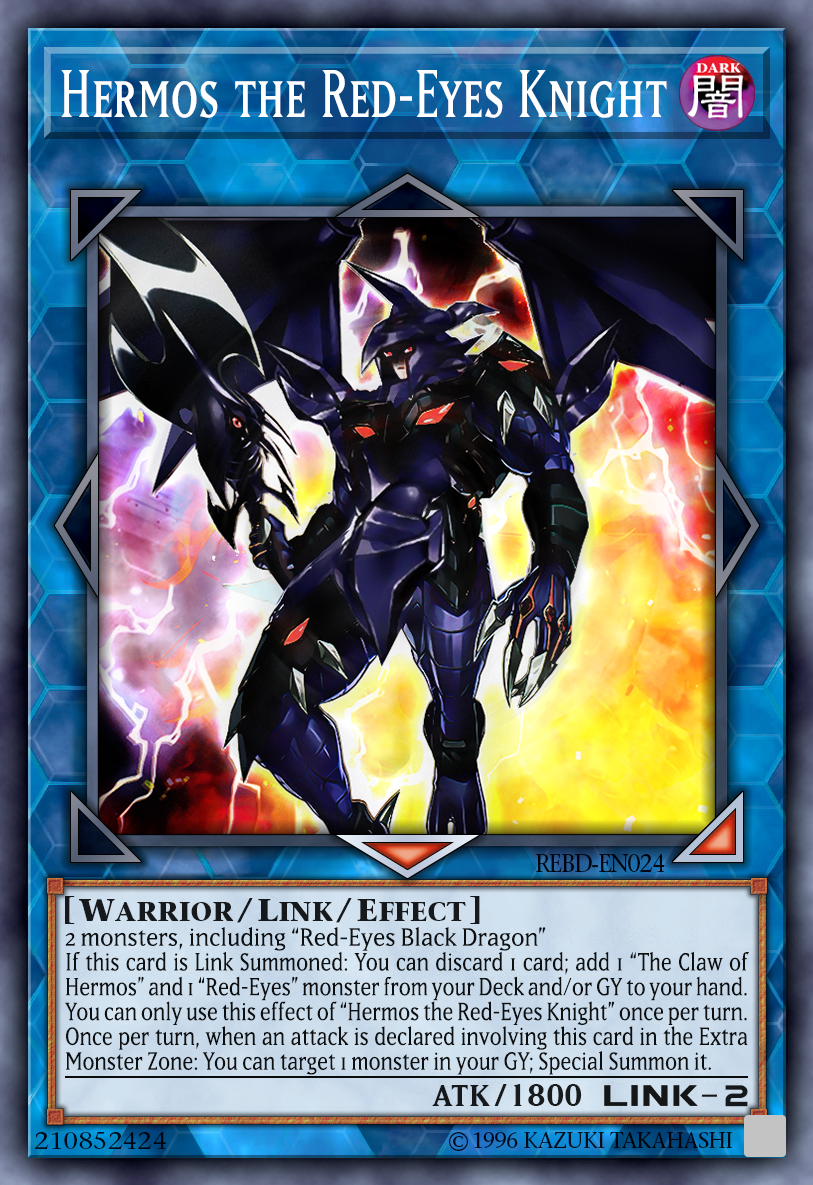 Hermos the Red-Eyes Knight
DARK
闇
REBD-EN024
[Warrior/Link/Effect]
2 monsters, including “Red-Eyes Black Dragon”
If this card is Link Summoned: You can discard 1 card; add 1 “The Claw of
Hermos” and 1 “Red-Eyes” monster from your Deck and/or GY to your hand.
You can only use this effect of “Hermos the Red-Eyes Knight” once per turn.
Once per turn, when an attack is declared involving this card in the Extra
Monster Zone: You can target 1 monster in your GY; Special Summon it.
ATK/1800 LINK-2
210852424
© 1996 KAZUKI TAKAHASHI